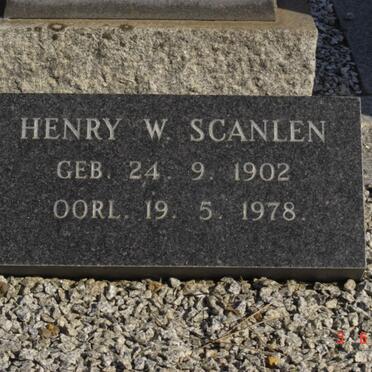 HENRY W. SCANLEN
GEB. 24. 9. 1902
OORL. 19. 5. 1978.